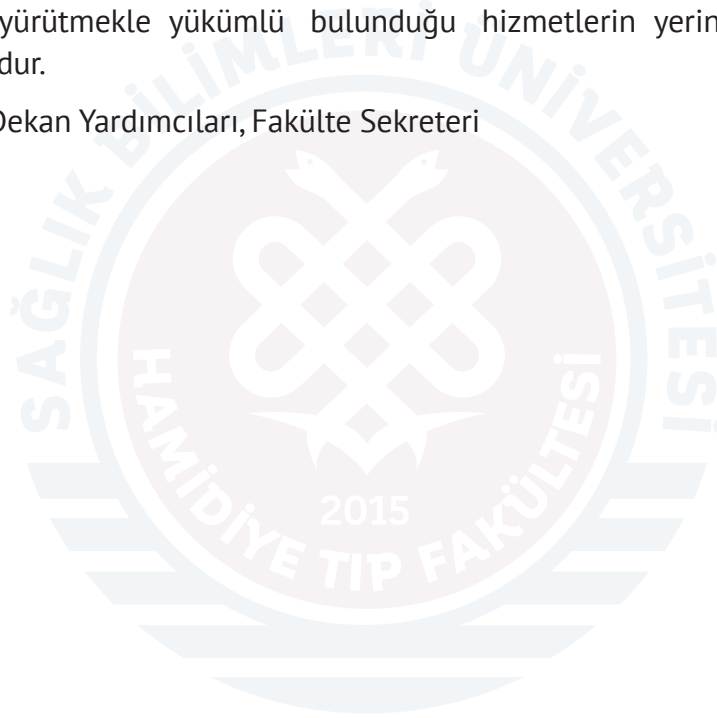 yürütmekle yükümlü bulunduğu hizmetlerin yerin
dur.
Dekan Yardımcıları, Fakülte Sekreteri
SAĞLIK BİLİMLERİ ÜNİVERSİTESİ
HAMİDİYE TIP FAKÜLTESİ
2015